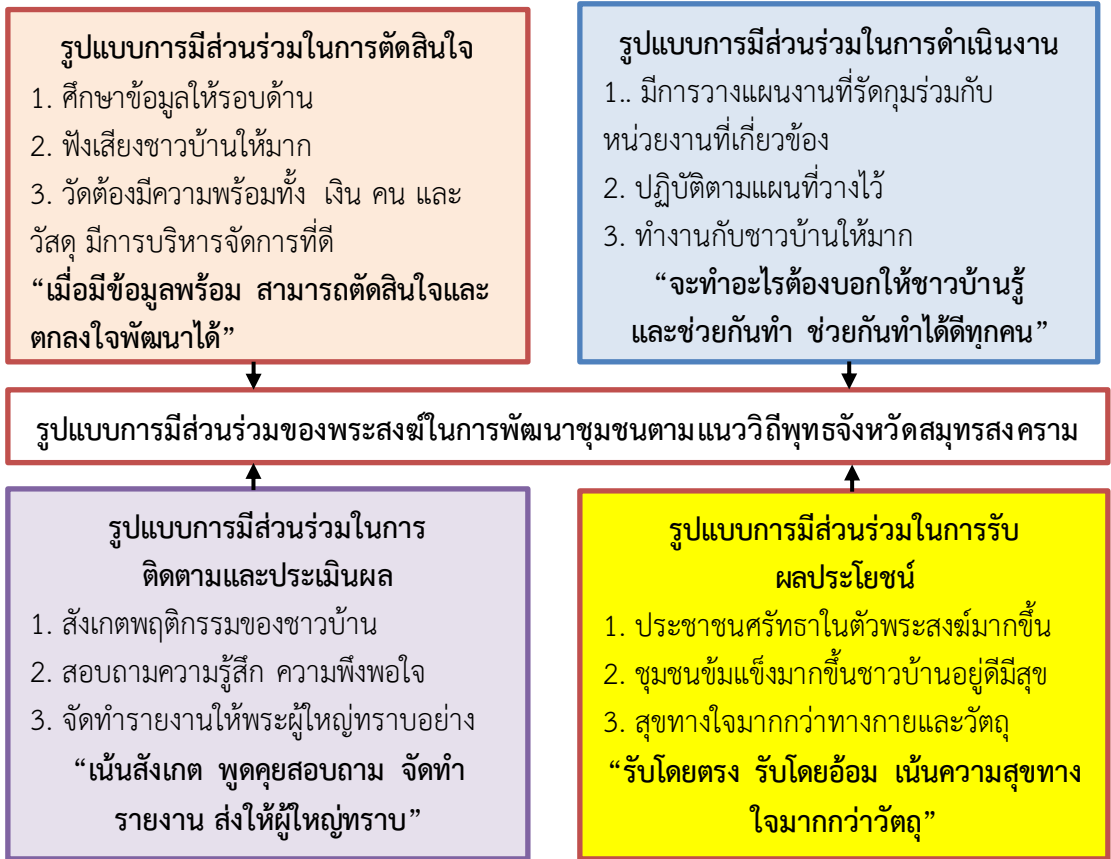 รูปแบบการมีส่วนร่วมในการตัดสินใจ
1. ศึกษาข้อมูลให้รอบด้าน
2. ฟังเสียงชาวบ้านให้มาก
3. วัดต้องมีความพร้อมทั้ง เงิน คน และ
วัสดุ มีการบริหารจัดการที่ดี
“เมื่อมีข้อมูลพร้อม สามารถตัดสินใจและ
ตกลงใจพัฒนาได้”
รูปแบบการมีส่วนร่วมในการดำเนินงาน
1.. มีการวางแผนงานที่รัดกุมร่วมกับ
หน่วยงานที่เกี่ยวข้อง
2. ปฏิบัติตามแผนที่วางไว้
3. ทำงานกับชาวบ้านให้มาก
“จะทำอะไรต้องบอกให้ชาวบ้านรู้
และช่วยกันทำ ช่วยกันทำได้ดีทุกคน”
รูปแบบการมีส่วนร่วมของพระสงฆ์ในการพัฒนาชุมชนตามแนววิถีพุทธจังหวัดสมุทรสงคราม
รูปแบบการมีส่วนร่วมในการ
ติดตามและประเมินผล
1. สังเกตพฤติกรรมของชาวบ้าน
2. สอบถามความรู้สึก ความพึงพอใจ
3. จัดทำรายงานให้พระผู้ใหญ่ทราบอย่าง
“เน้นสังเกต พูดคุยสอบถาม จัดทำ
รายงาน ส่งให้ผู้ใหญ่ทราบ”
รูปแบบการมีส่วนร่วมในการรับ
ผลประโยชน์
1. ประชาชนศรัทธาในตัวพระสงฆ์มากขึ้น
2. ชุมชนข้มแข็งมากขึ้นชาวบ้านอยู่ดีมีสุข
3. สุขทางใจมากกว่าทางกายและวัตถุ
“รับโดยตรง รับโดยอ้อม เน้นความสุขทาง
ใจมากกว่าวัตถุ”